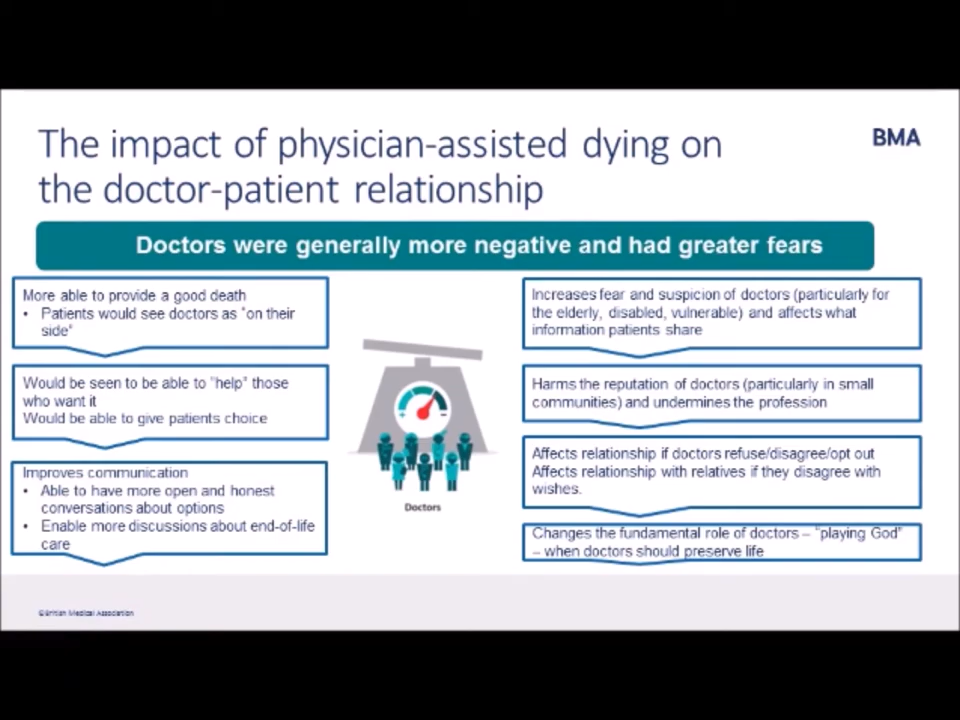 The impact of physician-assisted dying on
the doctor-patient relationship
BMA
Doctors were generally more negative and had greater fears
More able to provide a good death
• Patients would see doctors as "on their
side"
Would be seen to be able to "help" those
who want it
Would be able to give patients choice
Improves communication
• Able to have more open and honest
conversations about options
• Enable more discussions about end-of-life
care
+ -
Doctors
Increases fear and suspicion of doctors (particularly for
the elderly, disabled, vulnerable) and affects what
information patients share
Harms the reputation of doctors (particularly in small
communities) and undermines the profession
Affects relationship if doctors refuse/disagree/opt out
Affects relationship with relatives if they disagree with
wishes.
Changes the fundamental role of doctors – "playing God"
– when doctors should preserve life
©British Medical Association